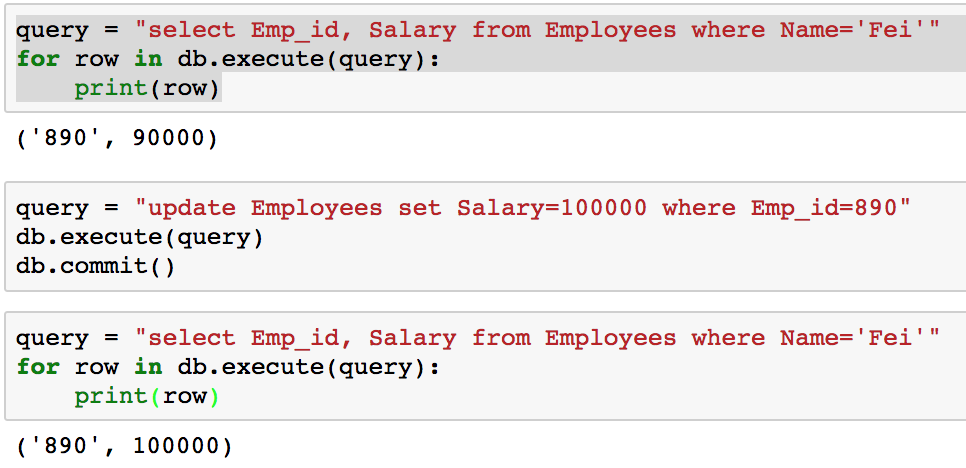 query = "select Emp_id, Salary from Employees where Name='Fei'"
for row in db.execute(query):
    print(row)
('890', 90000)
query = "update Employees set Salary=100000 where Emp_id=890"
db.execute(query)
db.commit()
query = "select Emp_id, Salary from Employees where Name='Fei'"
for row in db.execute(query):
    print(row)
('890', 100000)